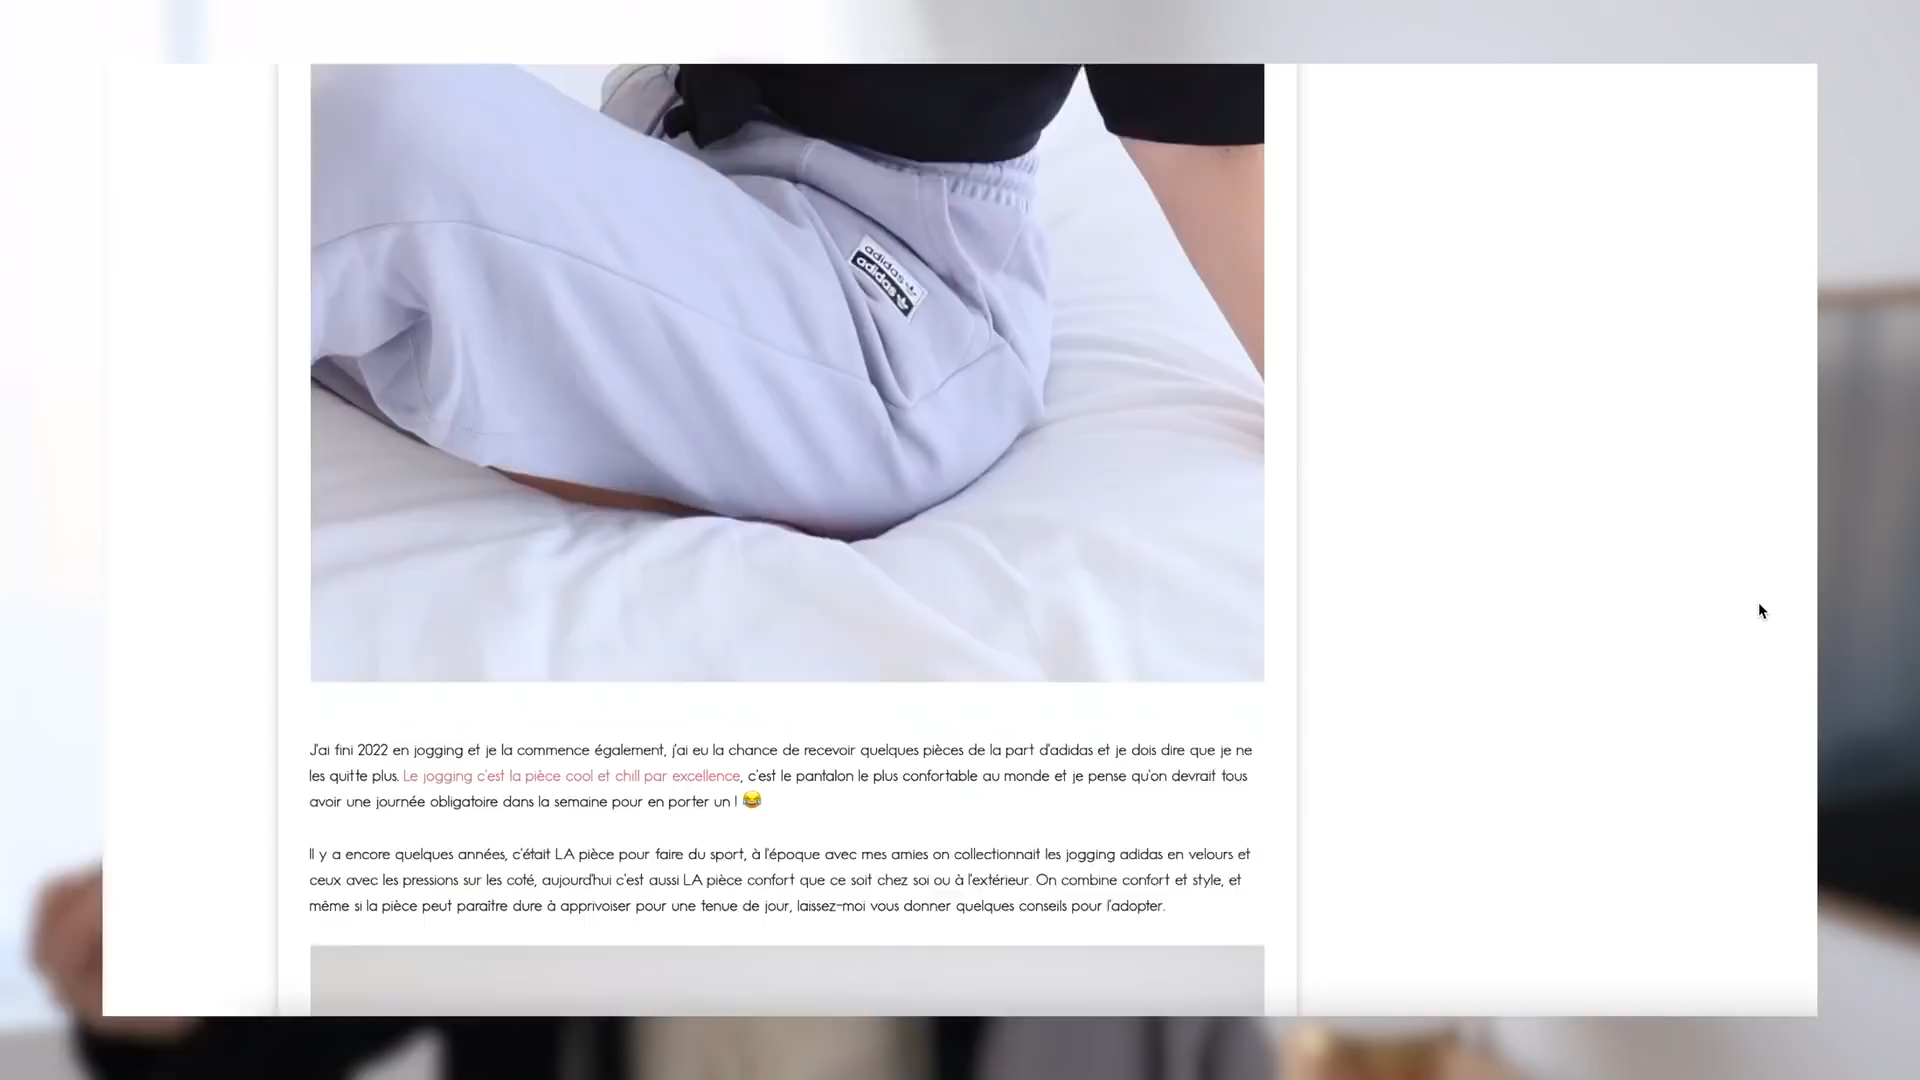 adidas
adidas
J'ai fini 2022 en jogging et je la commence également, j'ai eu la chance de recevoir quelques pièces de la part d'adidas et je dois dire que je ne
les quitte plus. Le jogging c'est la pièce cool et chill par excellence, c'est le pantalon le plus confortable au monde et je pense qu'on devrait tous
avoir une journée obligatoire dans la semaine pour en porter un ! 😂
Il y a encore quelques années, c'était LA pièce pour faire du sport, à l'époque avec mes amies on collectionnait les jogging adidas en velours et
ceux avec les pressions sur les coté, aujourd'hui c'est aussi LA pièce confort que ce soit chez soi ou à l'extérieur. On combine confort et style, et
même si la pièce peut paraître dure à apprivoiser pour une tenue de jour, laissez-moi vous donner quelques conseils pour l'adopter.